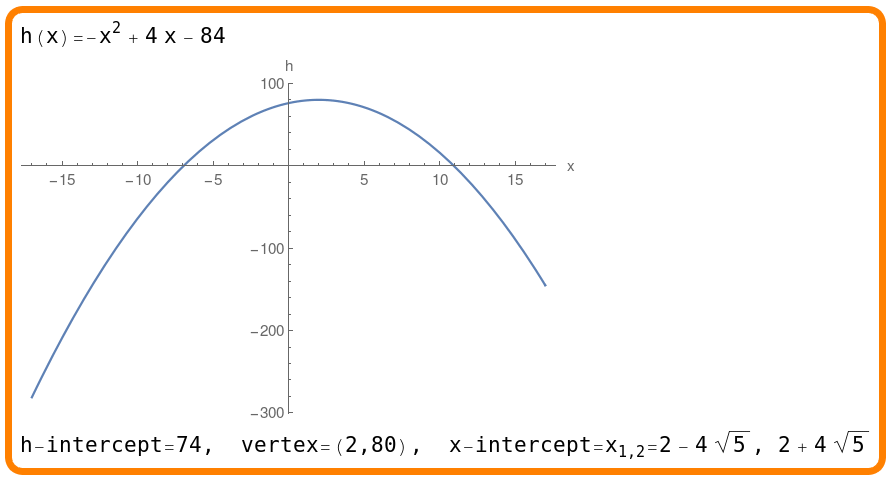 h(x)=-x² + 4 x - 84
h
100
x
-15 -10 -5 5 10 15
-100
-200
-300
h-intercept=74, vertex=(2,80), x-intercept=x₁,₂=2 - 4 √5, 2 + 4 √5